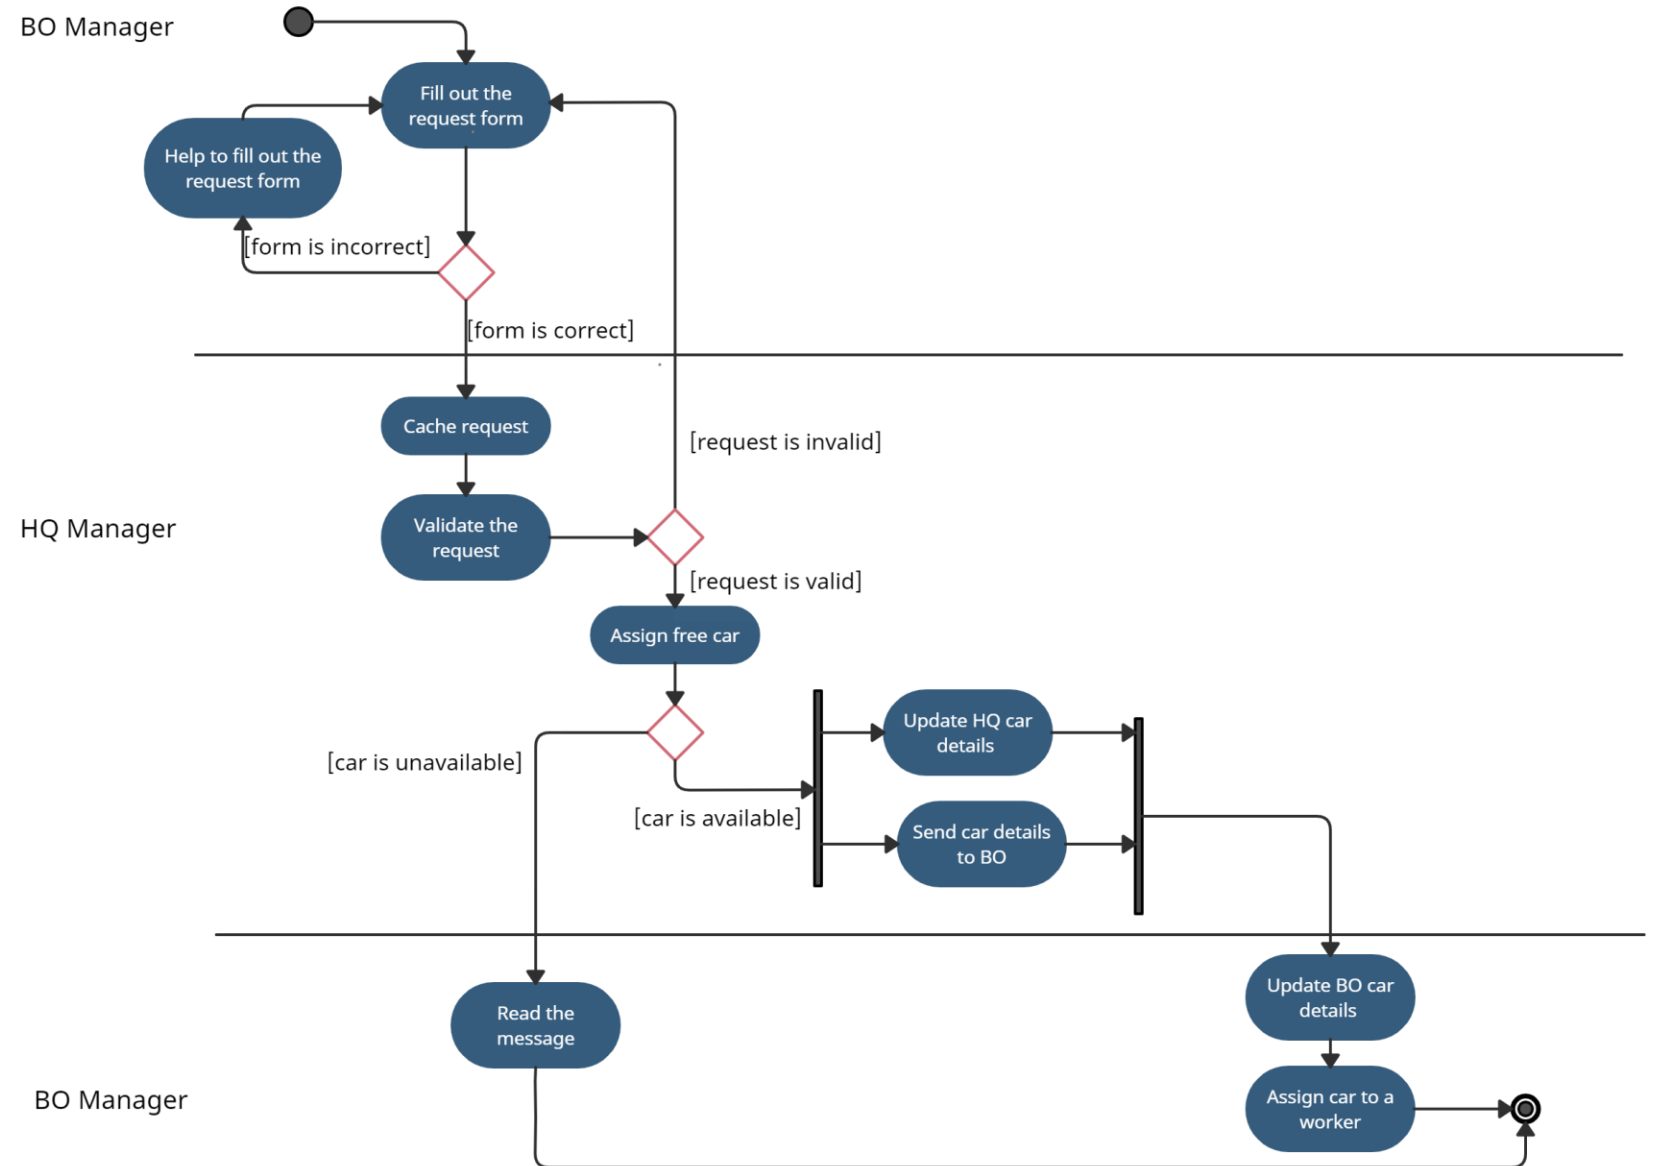 BO Manager
Fill out the
request form
Help to fill out the
request form
[form is incorrect]
[form is correct]
Cache request
[request is invalid]
HQ Manager
Validate the
request
[request is valid]
Assign free car
Update HQ car
details
[car is unavailable]
[car is available]
Send car details
to BO
Update BO car
details
Read the
message
BO Manager
Assign car to a
worker